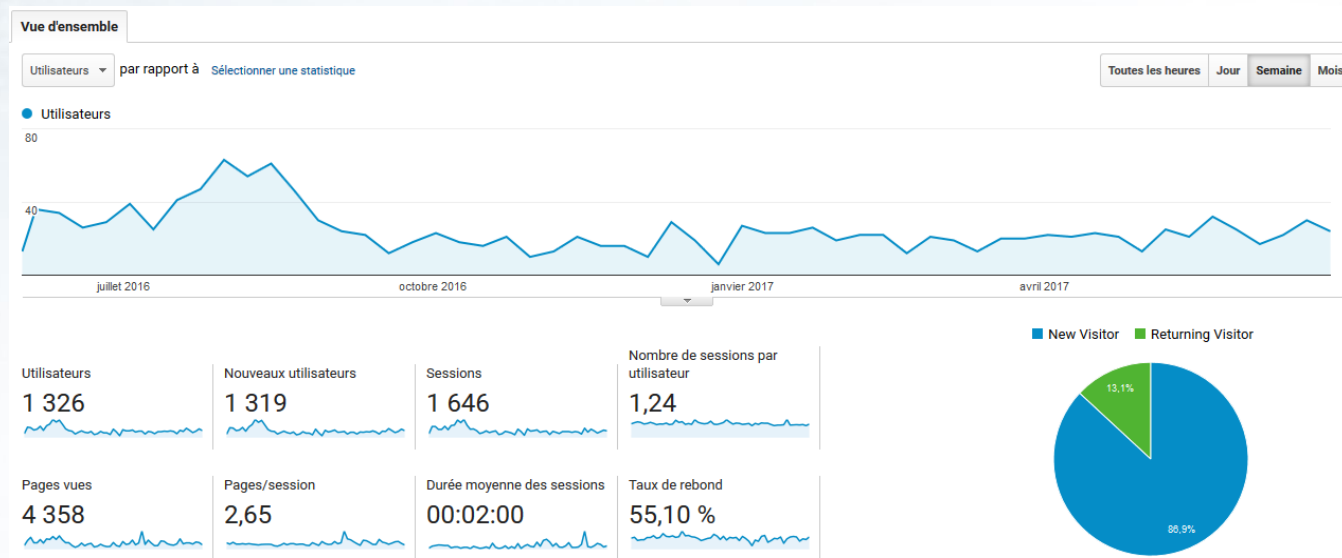 Vue d'ensemble
Utilisateurs par rapport à Sélectionner une statistique
Toutes les heures Jour Semaine Mois
Utilisateurs
80
40
juillet 2016 octobre 2016 janvier 2017 avril 2017
New Visitor Returning Visitor
Utilisateurs
1 326
Nouveaux utilisateurs
1 319
Sessions
1 646
Nombre de sessions par
utilisateur
1,24
Pages vues
4 358
Pages/session
2,65
Durée moyenne des sessions
00:02:00
Taux de rebond
55,10 %
13,1%
86,9%